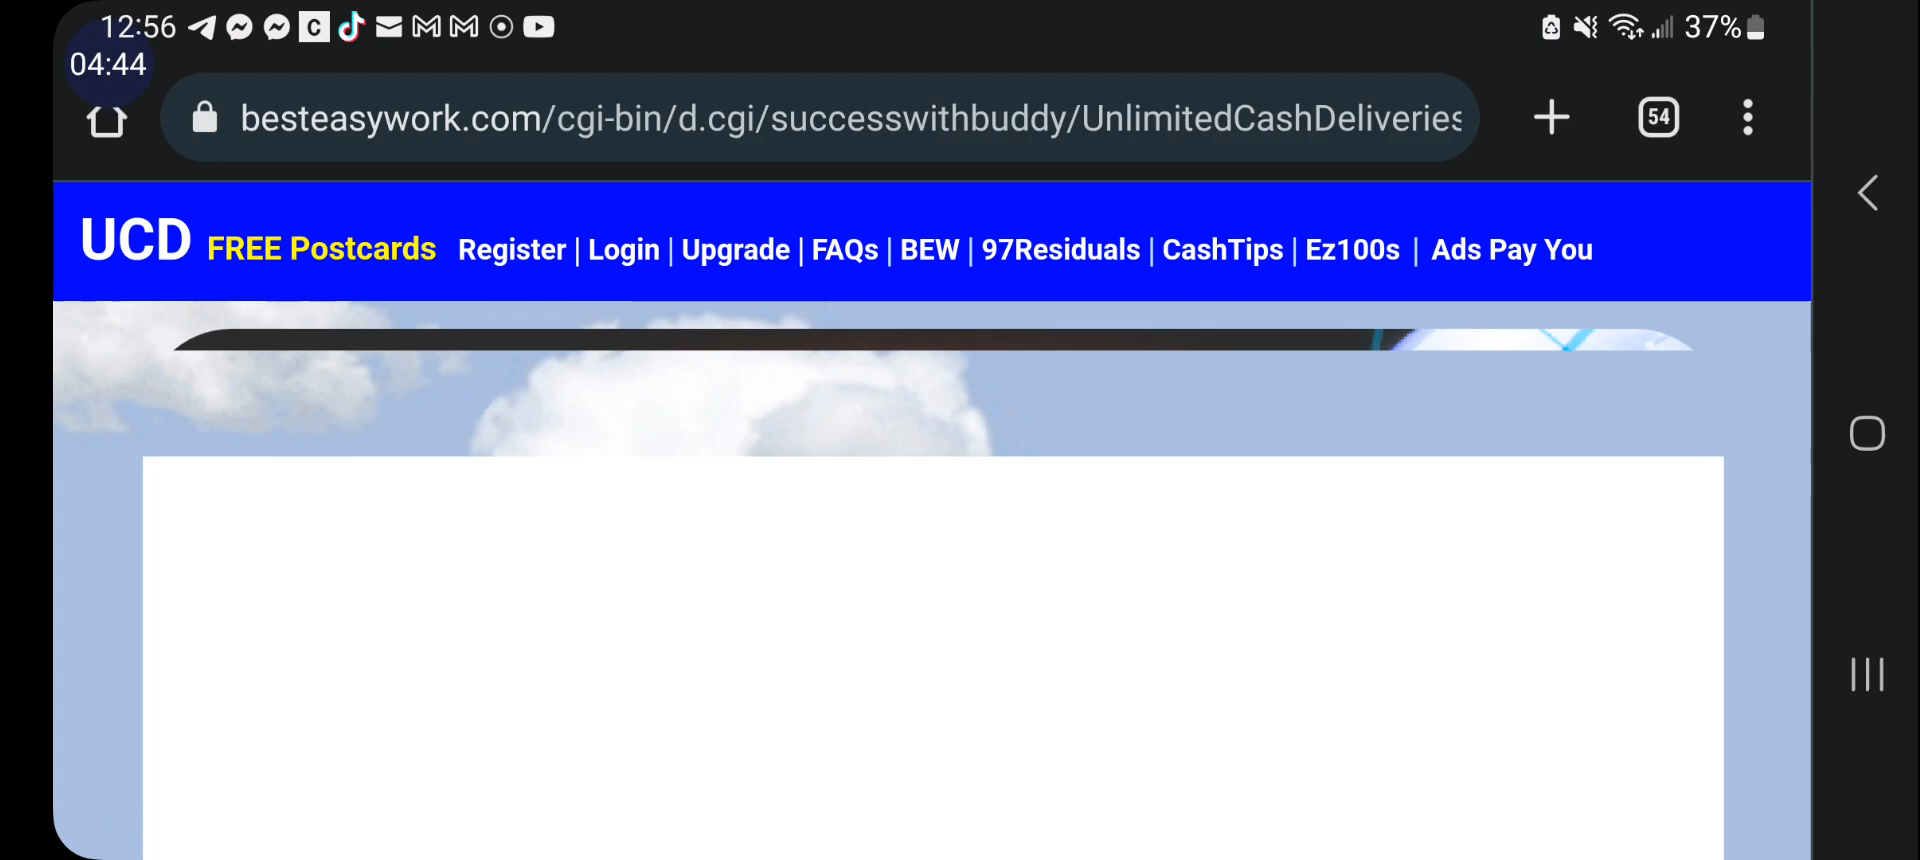 12:56
37%
04:44
besteasywork.com/cgi-bin/d.cgi/successwithbuddy/UnlimitedCashDeliveries
54
UCD FREE Postcards Register | Login | Upgrade | FAQs | BEW | 97Residuals | CashTips | Ez100s | Ads Pay You